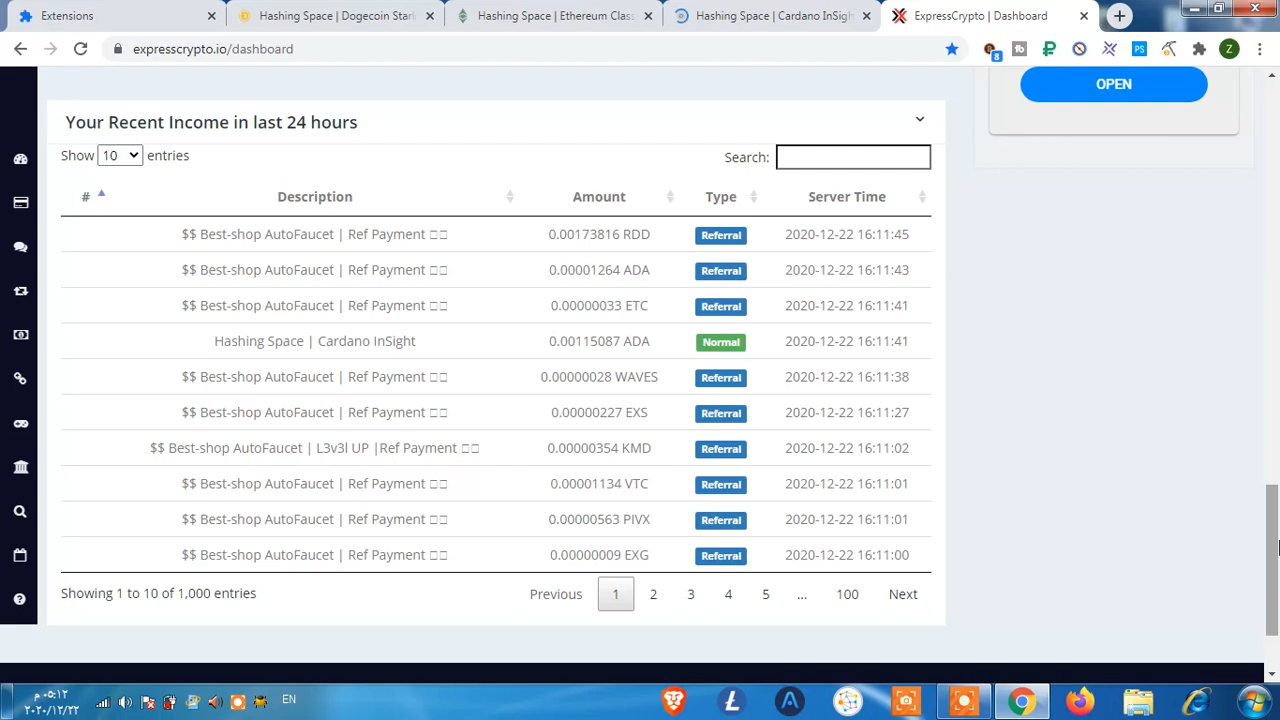 Extensions
Hashing Space | Dogecoin Star
Hashing Space | Ethereum Clas
Hashing Space | Cardano InSigh
ExpressCrypto | Dashboard
expresscrypto.io/dashboard
8
tb
PS
Z
OPEN
Your Recent Income in last 24 hours
Show 10 entries
Search:
# Description Amount Type Server Time
$$ Best-shop AutoFaucet | Ref Payment 0.00173816 RDD Referral 2020-12-22 16:11:45
$$ Best-shop AutoFaucet | Ref Payment 0.00001264 ADA Referral 2020-12-22 16:11:43
$$ Best-shop AutoFaucet | Ref Payment 0.00000033 ETC Referral 2020-12-22 16:11:41
Hashing Space | Cardano InSight 0.00115087 ADA Normal 2020-12-22 16:11:41
$$ Best-shop AutoFaucet | Ref Payment 0.00000028 WAVES Referral 2020-12-22 16:11:38
$$ Best-shop AutoFaucet | Ref Payment 0.00000227 EXS Referral 2020-12-22 16:11:27
$$ Best-shop AutoFaucet | L3v3l UP |Ref Payment 0.00000354 KMD Referral 2020-12-22 16:11:02
$$ Best-shop AutoFaucet | Ref Payment 0.00001134 VTC Referral 2020-12-22 16:11:01
$$ Best-shop AutoFaucet | Ref Payment 0.00000563 PIVX Referral 2020-12-22 16:11:01
$$ Best-shop AutoFaucet | Ref Payment 0.00000009 EXG Referral 2020-12-22 16:11:00
Showing 1 to 10 of 1,000 entries
Previous 1 2 3 4 5 ... 100 Next
٠٥:١٢ م
٢٠٢٠/١٢/٢٢
EN